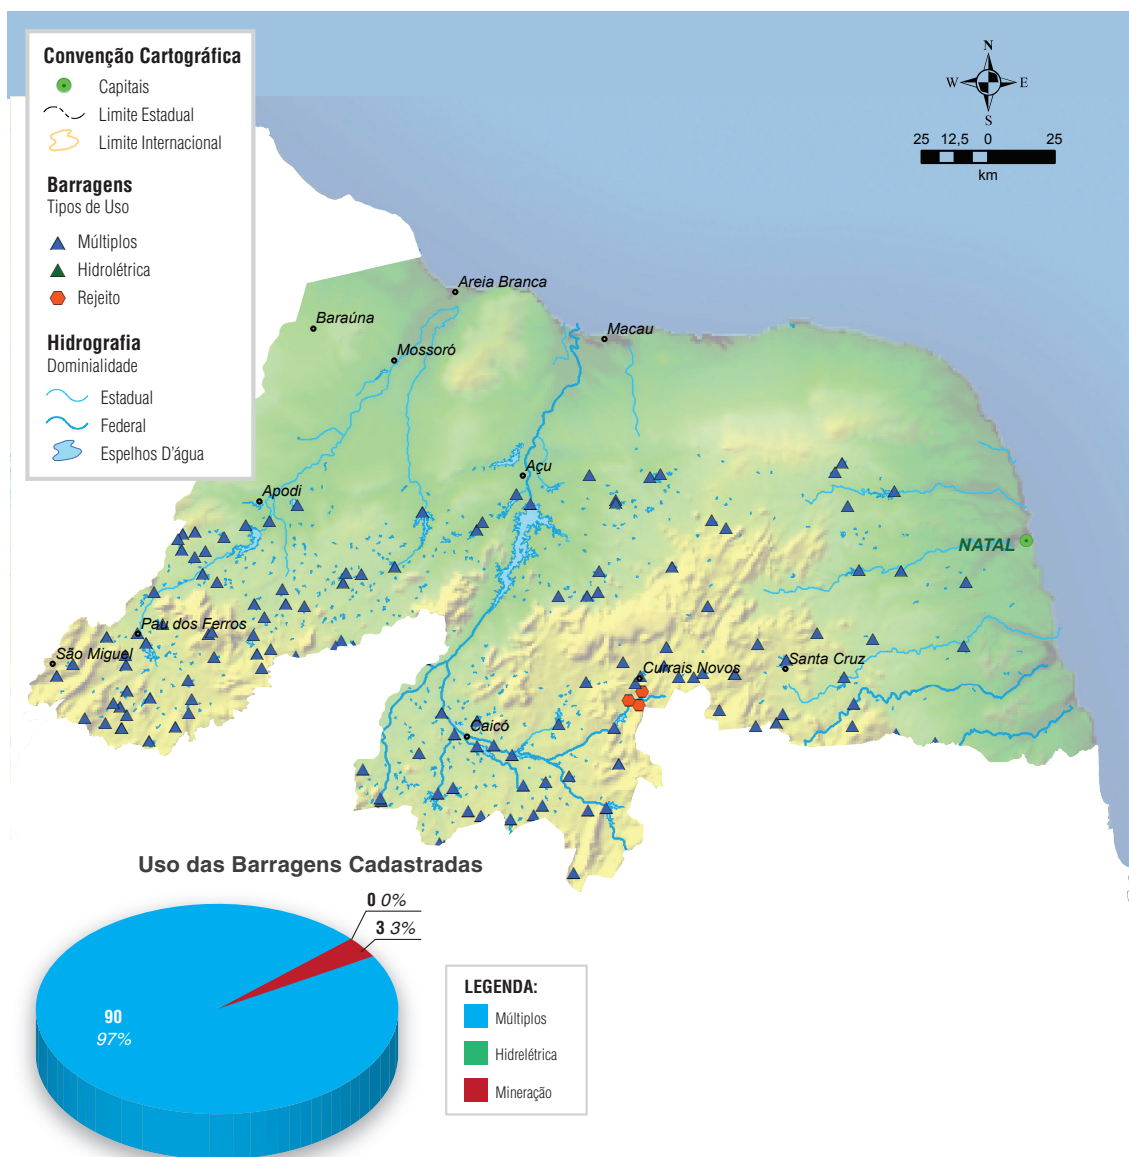 Convenção Cartográfica
Capitais
Limite Estadual
Limite Internacional
Barragens
Tipos de Uso
Múltiplos
Hidrolétrica
Rejeito
Hidrografia
Dominialidade
Estadual
Federal
Espelhos D'água
N
W
E
S
25 12,5 0 25
km
Areia Branca
Baraúna
Macau
Mossoró
Açu
Apodi
NATAL
Pau dos Ferros
São Miguel
Currais Novos
Santa Cruz
Caicó
Uso das Barragens Cadastradas
0 0%
3 3%
90
97%
LEGENDA:
Múltiplos
Hidrelétrica
Mineração